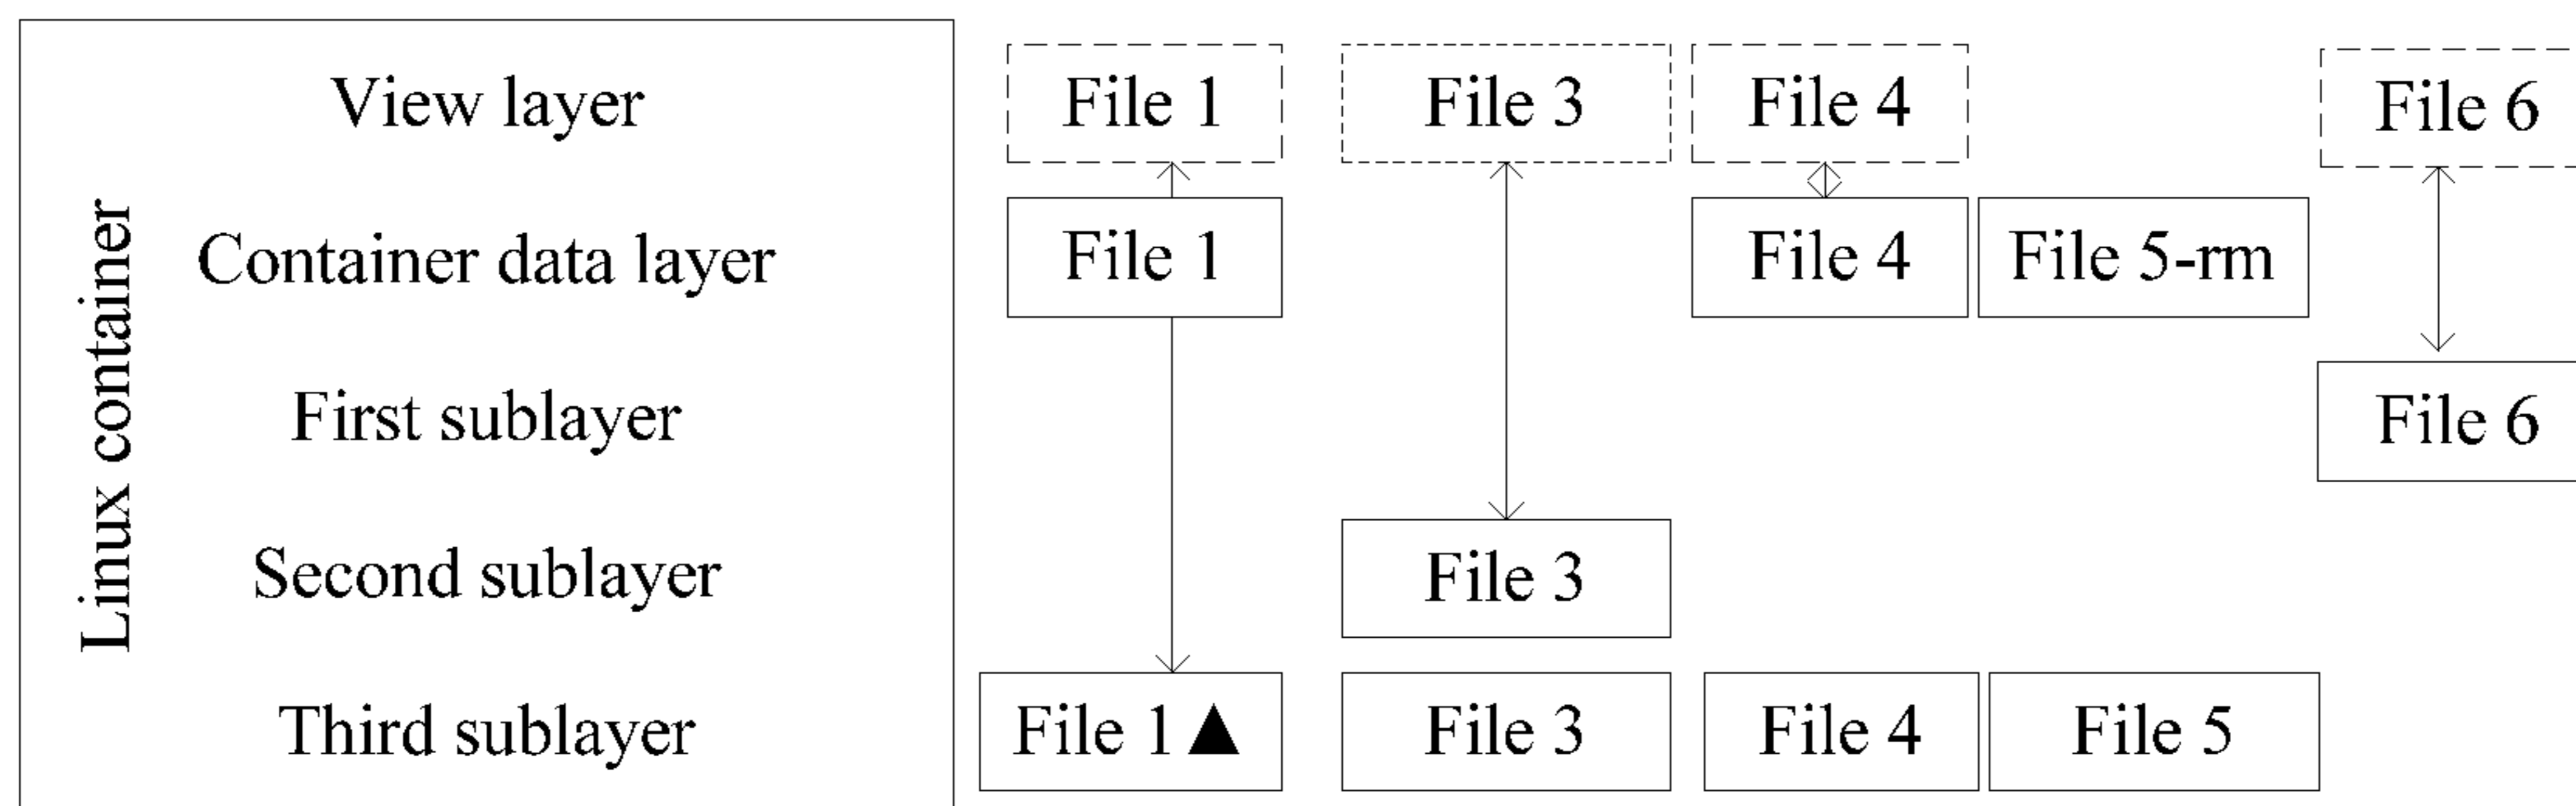 Linux container
View layer
File 1
File 3
File 4
File 6
Container data layer
File 1
File 4
File 5-rm
First sublayer
File 6
Second sublayer
File 3
Third sublayer
File 1▲
File 3
File 4
File 5